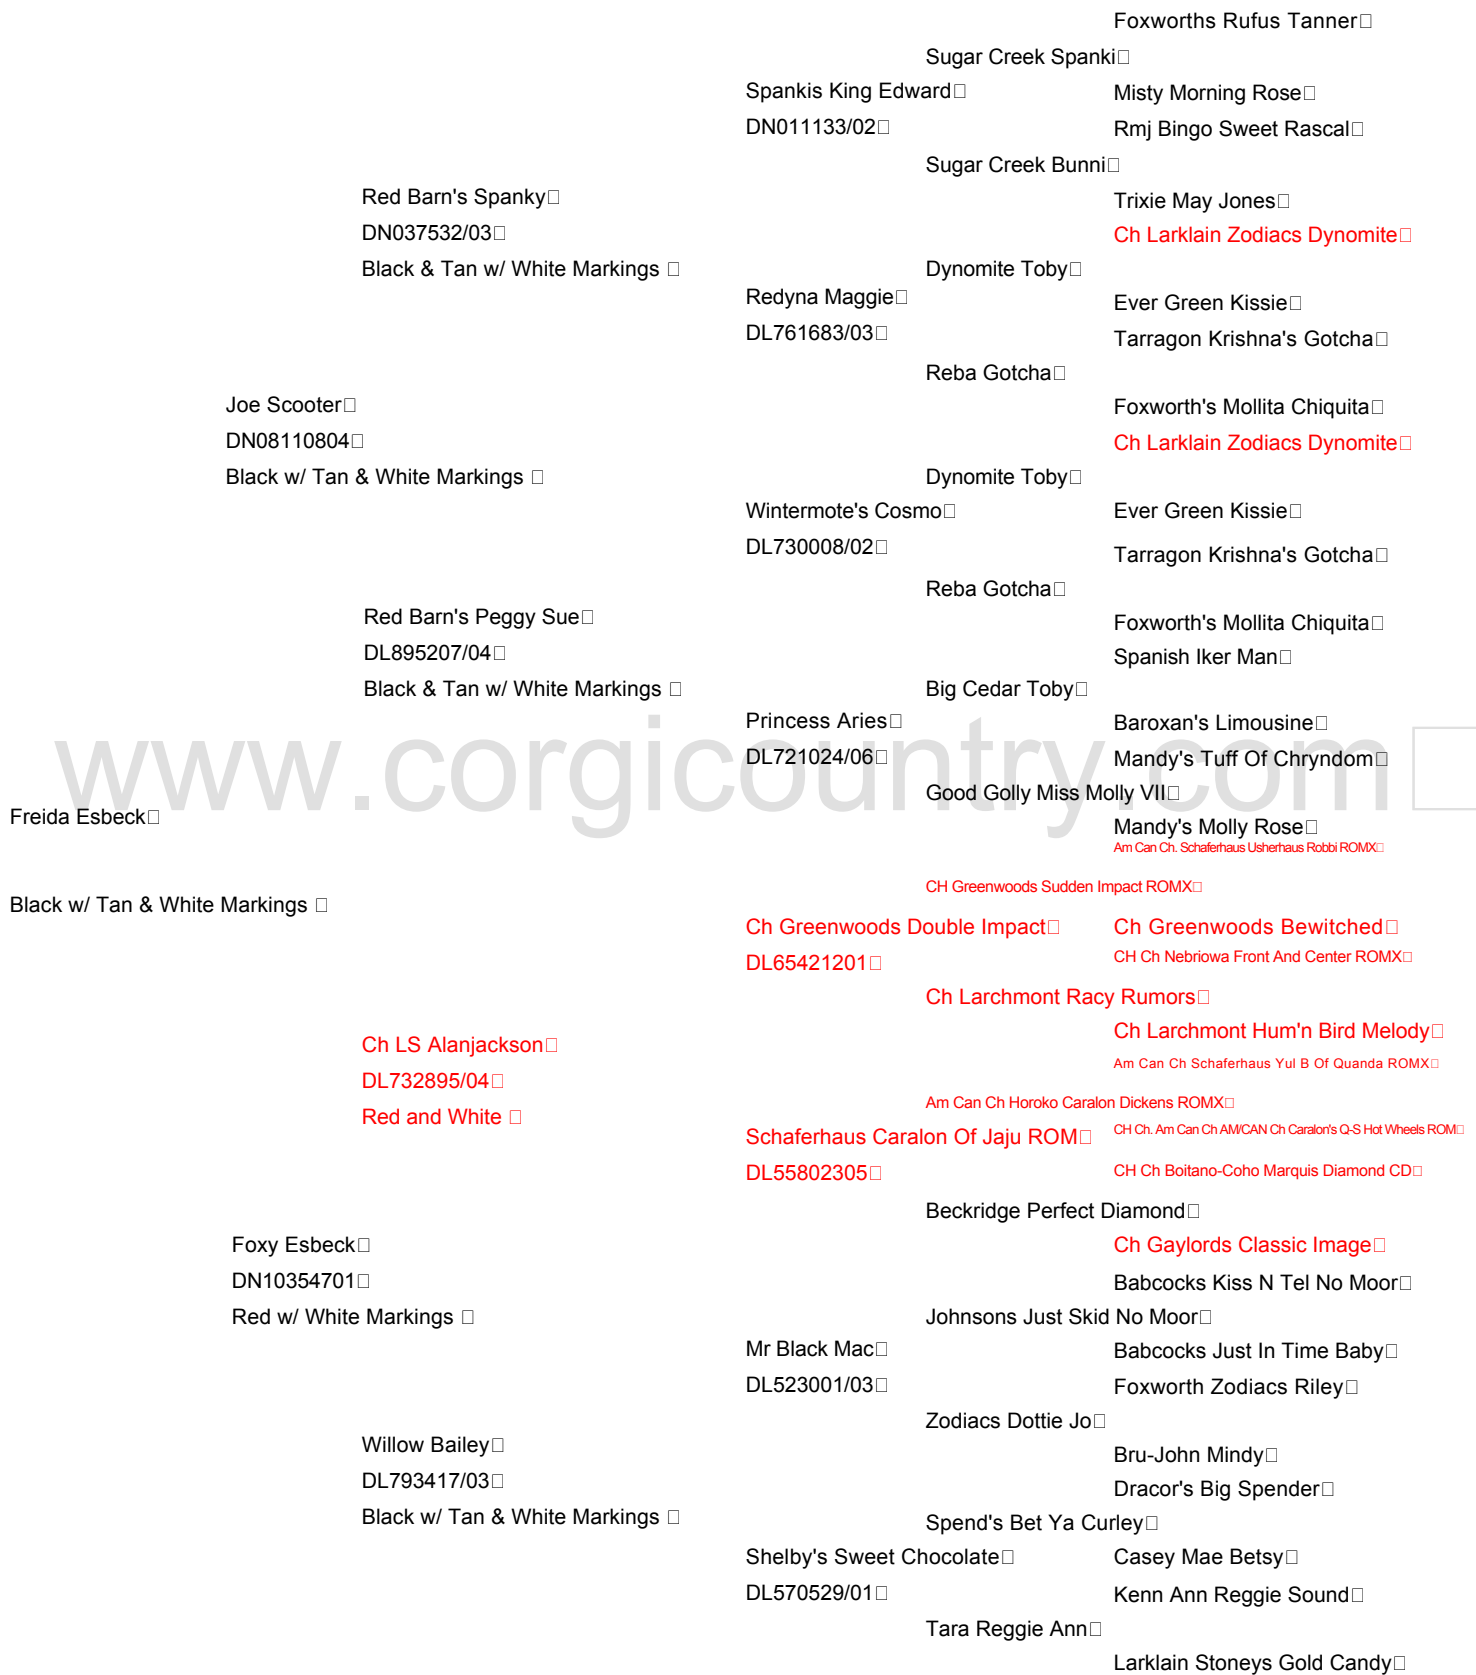 Foxworths Rufus Tanner
Sugar Creek Spanki
Spankis King Edward
Misty Morning Rose
DN011133/02
Rmj Bingo Sweet Rascal
Sugar Creek Bunni
Red Barn's Spanky
Trixie May Jones
DN037532/03
Ch Larklain Zodiacs Dynomite
Black & Tan w/ White Markings
Dynomite Toby
Redyna Maggie
Ever Green Kissie
DL761683/03
Tarragon Krishna's Gotcha
Reba Gotcha
Joe Scooter
Foxworth's Mollita Chiquita
DN08110804
Ch Larklain Zodiacs Dynomite
Black w/ Tan & White Markings
Dynomite Toby
Wintermote's Cosmo
Ever Green Kissie
DL730008/02
Tarragon Krishna's Gotcha
Reba Gotcha
Red Barn's Peggy Sue
Foxworth's Mollita Chiquita
DL895207/04
Spanish Iker Man
Black & Tan w/ White Markings
Big Cedar Toby
Princess Aries
Baroxan's Limousine
DL721024/06
Mandy's Tuff Of Chryndom
www.corgicountry.com
Good Golly Miss Molly VII
Freida Esbeck
Mandy's Molly Rose
Am Can Ch. Schaferhaus Usherhaus Robbi ROMX
CH Greenwoods Sudden Impact ROMX
Black w/ Tan & White Markings
Ch Greenwoods Double Impact
Ch Greenwoods Bewitched
DL65421201
CH Ch Nebriowa Front And Center ROMX
Ch Larchmont Racy Rumors
Ch Larchmont Hum'n Bird Melody
Ch LS Alanjackson
Am Can Ch Schaferhaus Yul B Of Quanda ROMX
DL732895/04
Am Can Ch Horoko Caralon Dickens ROMX
Red and White
Schaferhaus Caralon Of Jaju ROM
CH Ch. Am Can Ch AM/CAN Ch Caralon's Q-S Hot Wheels ROM
DL55802305
CH Ch Boitano-Coho Marquis Diamond CD
Beckridge Perfect Diamond
Foxy Esbeck
Ch Gaylords Classic Image
DN10354701
Babcocks Kiss N Tel No Moor
Red w/ White Markings
Johnsons Just Skid No Moor
Mr Black Mac
Babcocks Just In Time Baby
DL523001/03
Foxworth Zodiacs Riley
Zodiacs Dottie Jo
Willow Bailey
Bru-John Mindy
DL793417/03
Dracor's Big Spender
Black w/ Tan & White Markings
Spend's Bet Ya Curley
Shelby's Sweet Chocolate
Casey Mae Betsy
DL570529/01
Kenn Ann Reggie Sound
Tara Reggie Ann
Larklain Stoneys Gold Candy